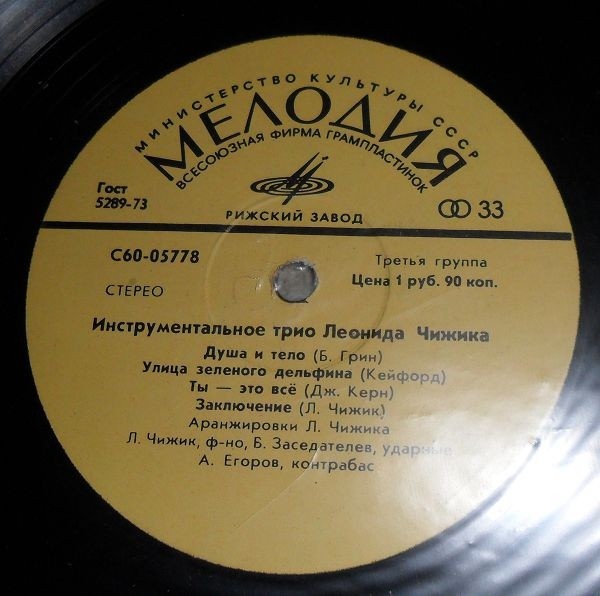 МИНИСТЕРСТВО КУЛЬТУРЫ СССР
МЕЛОДИЯ
ВСЕСОЮЗНАЯ ФИРМА ГРАМПЛАСТИНОК
Гост
5289-73
33
РИЖСКИЙ ЗАВОД
С60-05778
Третья группа
Цена 1 руб. 90 коп.
СТЕРЕО
Инструментальное трио Леонида Чижика
Душа и тело (Б. Грин)
Улица зеленого дельфина (Кейфорд)
Ты — это всё (Дж. Керн)
Заключение (Л. Чижик)
Аранжировки Л. Чижика
Л. Чижик, ф-но, Б. Заседателев, ударные
А. Егоров, контрабас